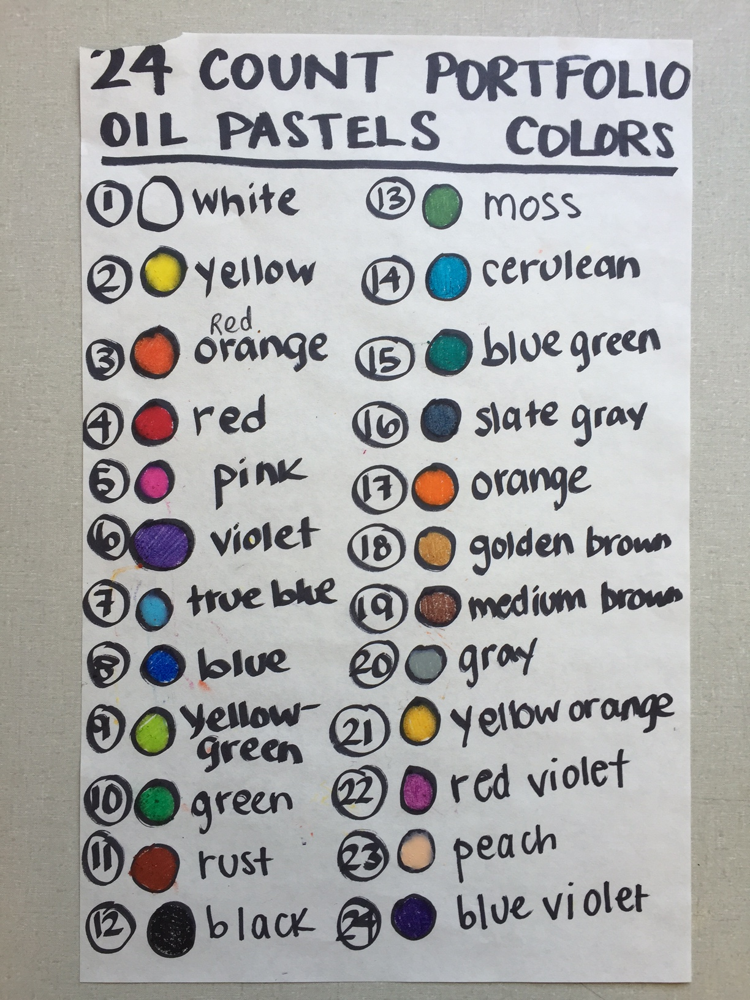 24 COUNT PORTFOLIO
OIL PASTELS COLORS
1 white
2 yellow
Red
3 orange
4 red
5 pink
6 violet
7 true blue
8 blue
9 yellow-
green
10 green
11 rust
12 black
13 moss
14 cerulean
15 blue green
16 slate gray
17 orange
18 golden brown
19 medium brown
20 gray
21 yellow orange
22 red violet
23 peach
24 blue violet